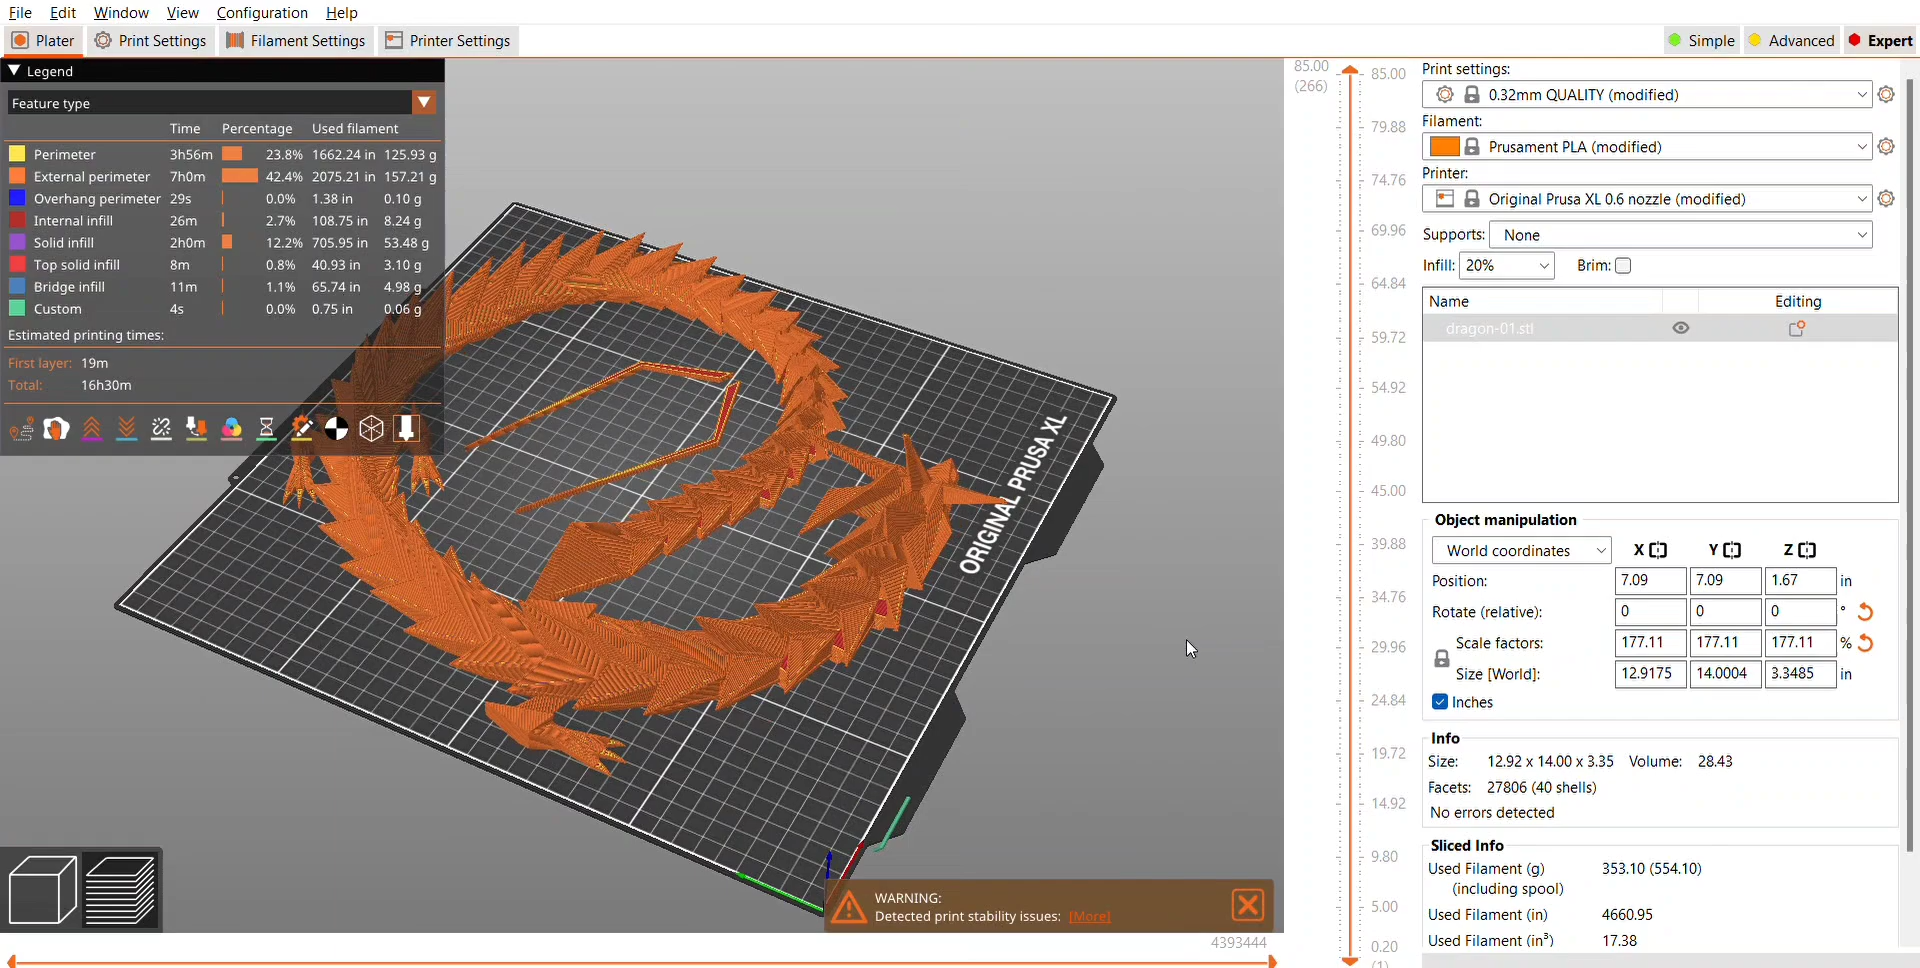 File Edit Window View Configuration Help
Plater Print Settings Filament Settings Printer Settings Simple Advanced Expert
Legend
Feature type
Time Percentage Used filament
Perimeter 3h56m 23.8% 1662.24 in 125.93 g
External perimeter 7h0m 42.4% 2075.21 in 157.21 g
Overhang perimeter 29s 0.0% 1.38 in 0.10 g
Internal infill 26m 2.7% 108.75 in 8.24 g
Solid infill 2h0m 12.2% 705.95 in 53.48 g
Top solid infill 8m 0.8% 40.93 in 3.10 g
Bridge infill 11m 1.1% 65.74 in 4.98 g
Custom 4s 0.0% 0.75 in 0.06 g
Estimated printing times:
First layer: 19m
Total: 16h30m
ORIGINAL PRUSA XL
WARNING:
Detected print stability issues: [More]
4393444
85.00
(266)
85.00
79.88
74.76
69.96
64.84
59.72
54.92
49.80
45.00
39.88
34.76
29.96
24.84
19.72
14.92
9.80
5.00
0.20
(1)
Print settings:
0.32mm QUALITY (modified)
Filament:
Prusament PLA (modified)
Printer:
Original Prusa XL 0.6 nozzle (modified)
Supports: None
Infill: 20% Brim:
Name Editing
dragon-01.stl
Object manipulation
World coordinates X Y Z
Position: 7.09 7.09 1.67 in
Rotate (relative): 0 0 0 °
Scale factors: 177.11 177.11 177.11 %
Size [World]: 12.9175 14.0004 3.3485 in
Inches
Info
Size: 12.92 x 14.00 x 3.35 Volume: 28.43
Facets: 27806 (40 shells)
No errors detected
Sliced Info
Used Filament (g) 353.10 (554.10)
(including spool)
Used Filament (in) 4660.95
Used Filament (in³) 17.38